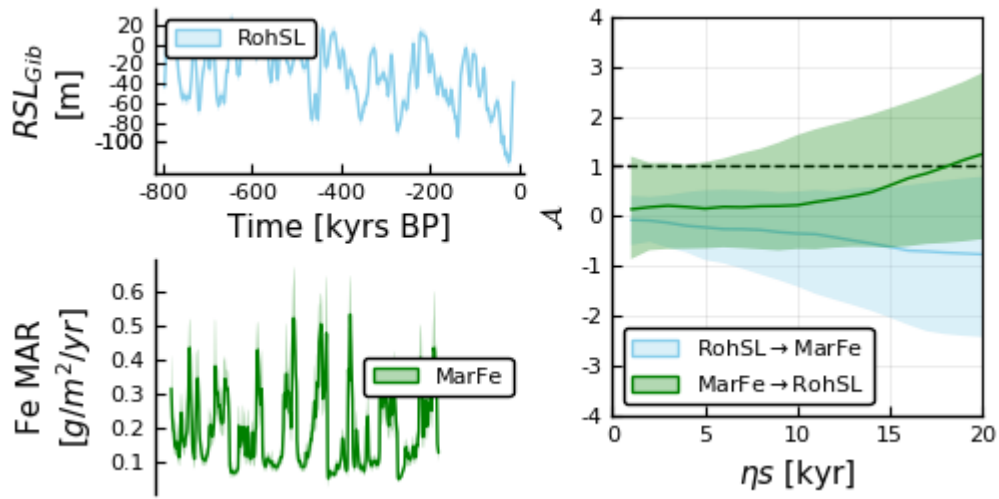 RSL_Gib
[m]
20
0
-20
-40
-60
-80
-100
RohSL
-800
-600
-400
-200
0
Time [kyrs BP]
Fe MAR
[g/m²/yr]
0.6
0.5
0.4
0.3
0.2
0.1
MarFe
𝒜
4
3
2
1
0
-1
-2
-3
-4
RohSL → MarFe
MarFe → RohSL
0
5
10
15
20
ηs [kyr]